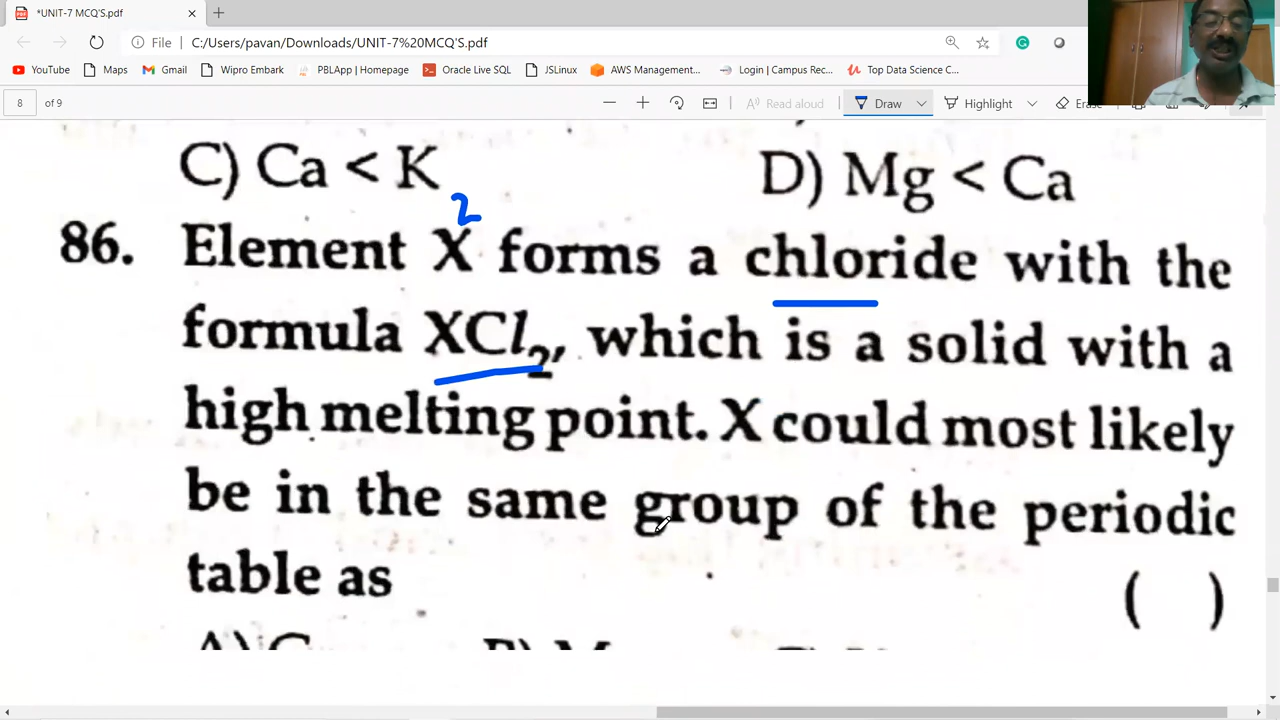 *UNIT-7 MCQ'S.pdf
File C:/Users/pavan/Downloads/UNIT-7%20MCQ'S.pdf
YouTube Maps Gmail Wipro Embark PBLApp | Homepage Oracle Live SQL JSLinux AWS Management... Login | Campus Rec... Top Data Science C...
8 of 9 Read aloud Draw Highlight
C) Ca < K D) Mg < Ca
2
86. Element X forms a chloride with the
formula XCl₂, which is a solid with a
high melting point. X could most likely
be in the same group of the periodic
table as ( )